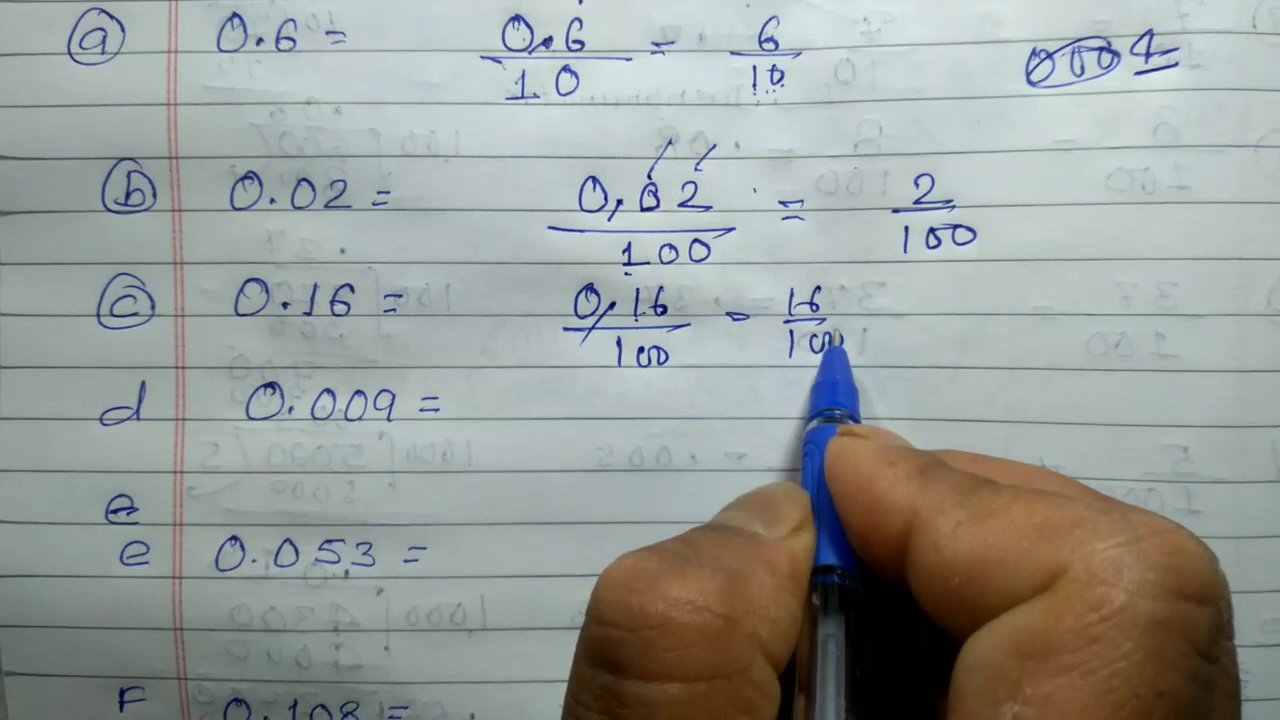 a 0.6 = 0.6/10 = 6/10 4
b 0.02 = 0,02/100 = 2/100
c 0.16 = 0,16/100 = 16/100
d 0.009 =
e
e 0.053 =
F 0.108 =